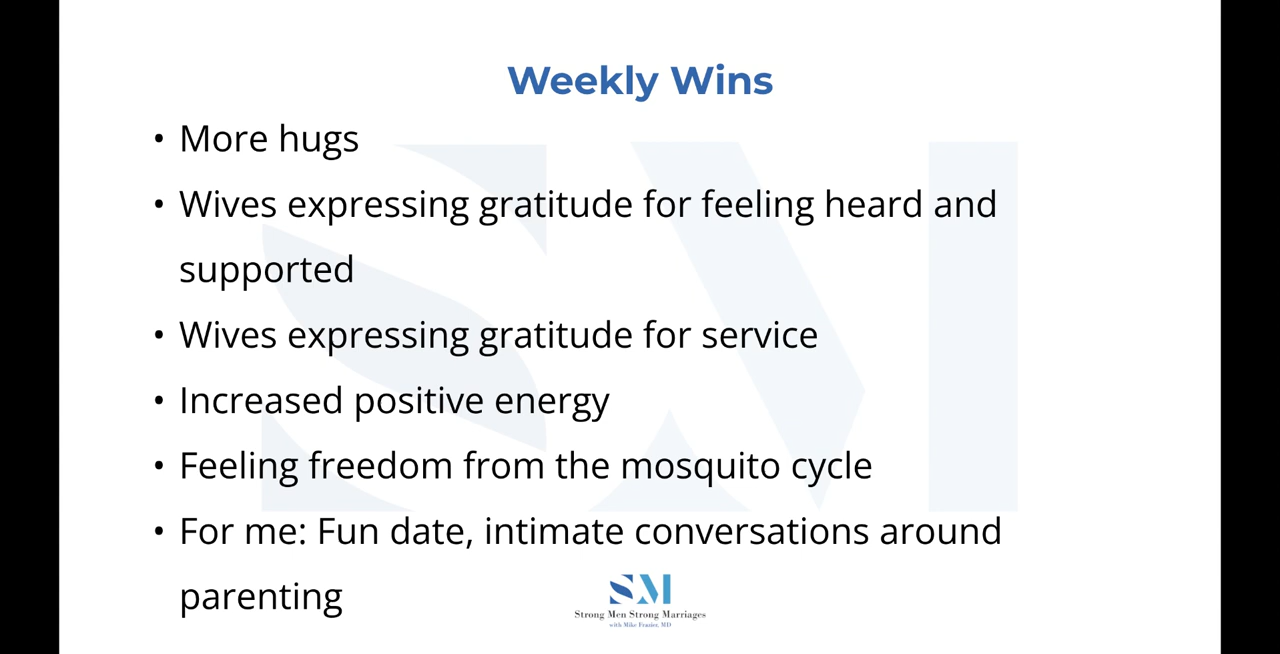 Weekly Wins
• More hugs
• Wives expressing gratitude for feeling heard and
supported
• Wives expressing gratitude for service
• Increased positive energy
• Feeling freedom from the mosquito cycle
• For me: Fun date, intimate conversations around
parenting
SM
Strong Men Strong Marriages
with Mike Frazier, MD